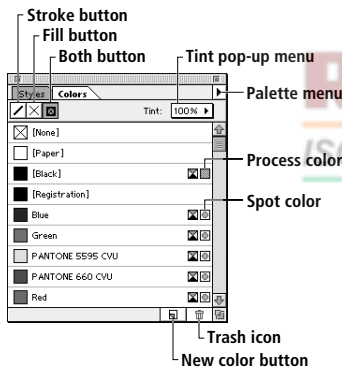 Stroke button
Fill button
Both button
Tint pop-up menu
Styles Colors
Palette menu
Tint: 100%
[None]
[Paper]
[Black]
Process color
[Registration]
Spot color
Blue
Green
PANTONE 5595 CVU
PANTONE 660 CVU
Red
Trash icon
New color button